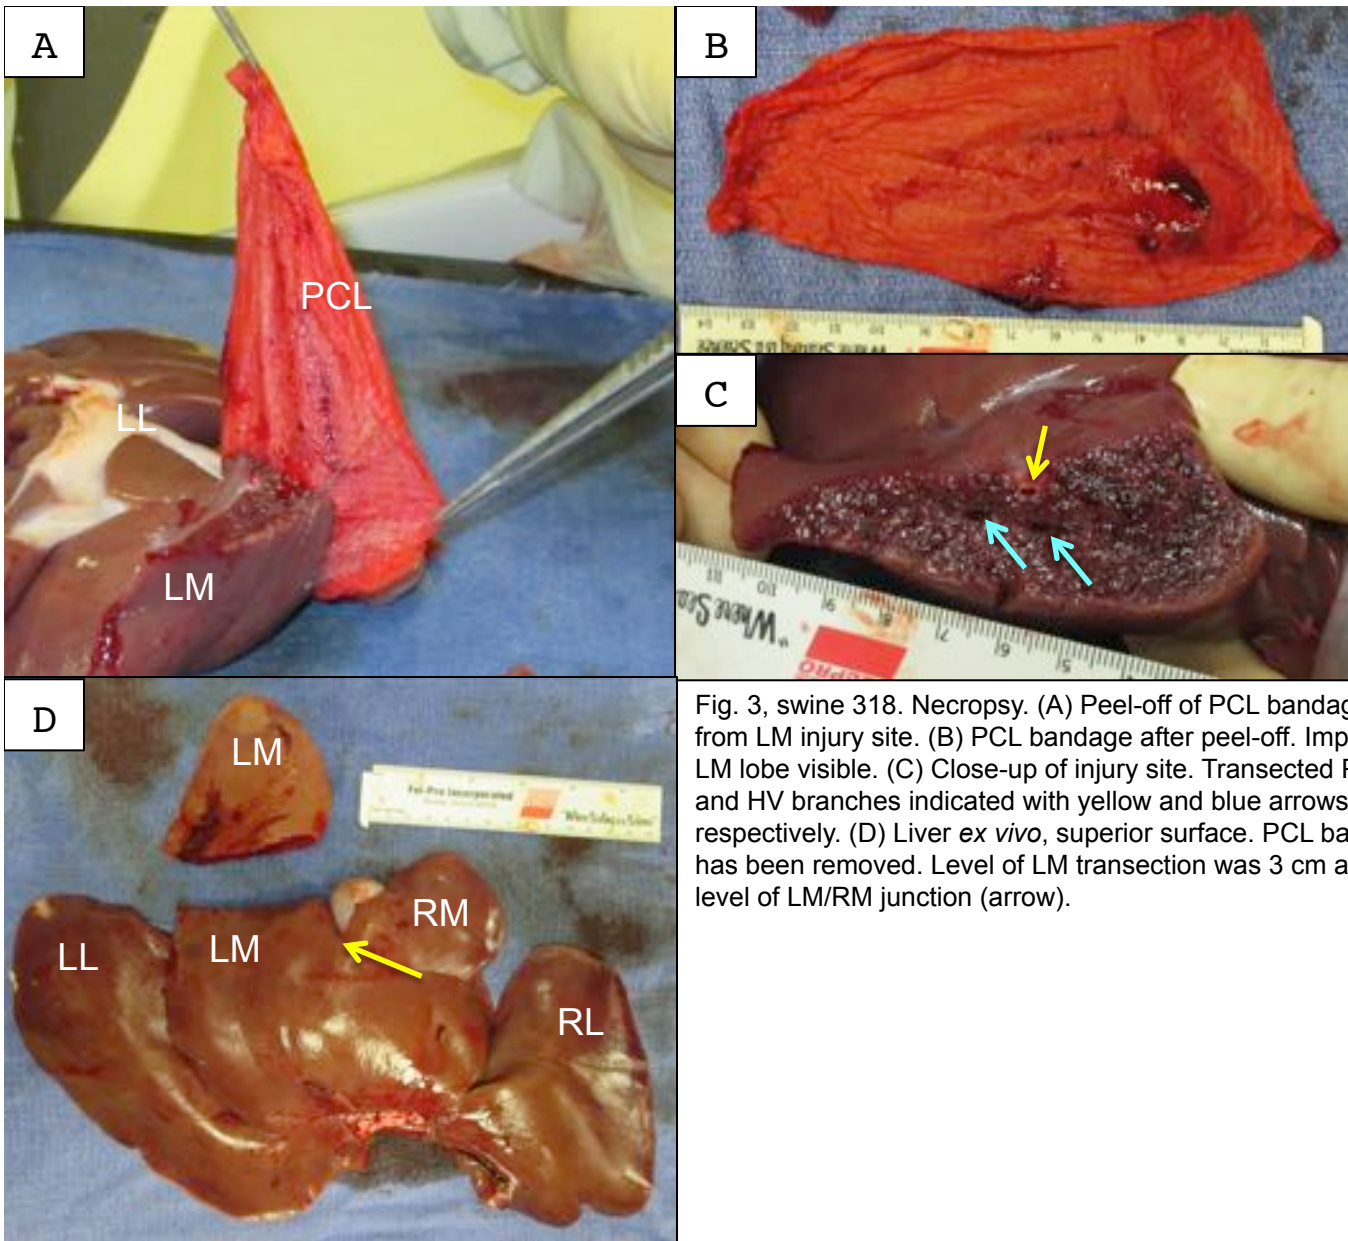 A
PCL
LL
LM
B
C
"Where
PRO
D
LM
LL
LM
RM
RL
Fig. 3, swine 318. Necropsy. (A) Peel-off of PCL
from LM injury site. (B) PCL bandage after peel-off.
LM lobe visible. (C) Close-up of injury site. Transected
and HV branches indicated with yellow and blue arrows
respectively. (D) Liver ex vivo, superior surface. PCL
has been removed. Level of LM transection was 3 cm
level of LM/RM junction (arrow).